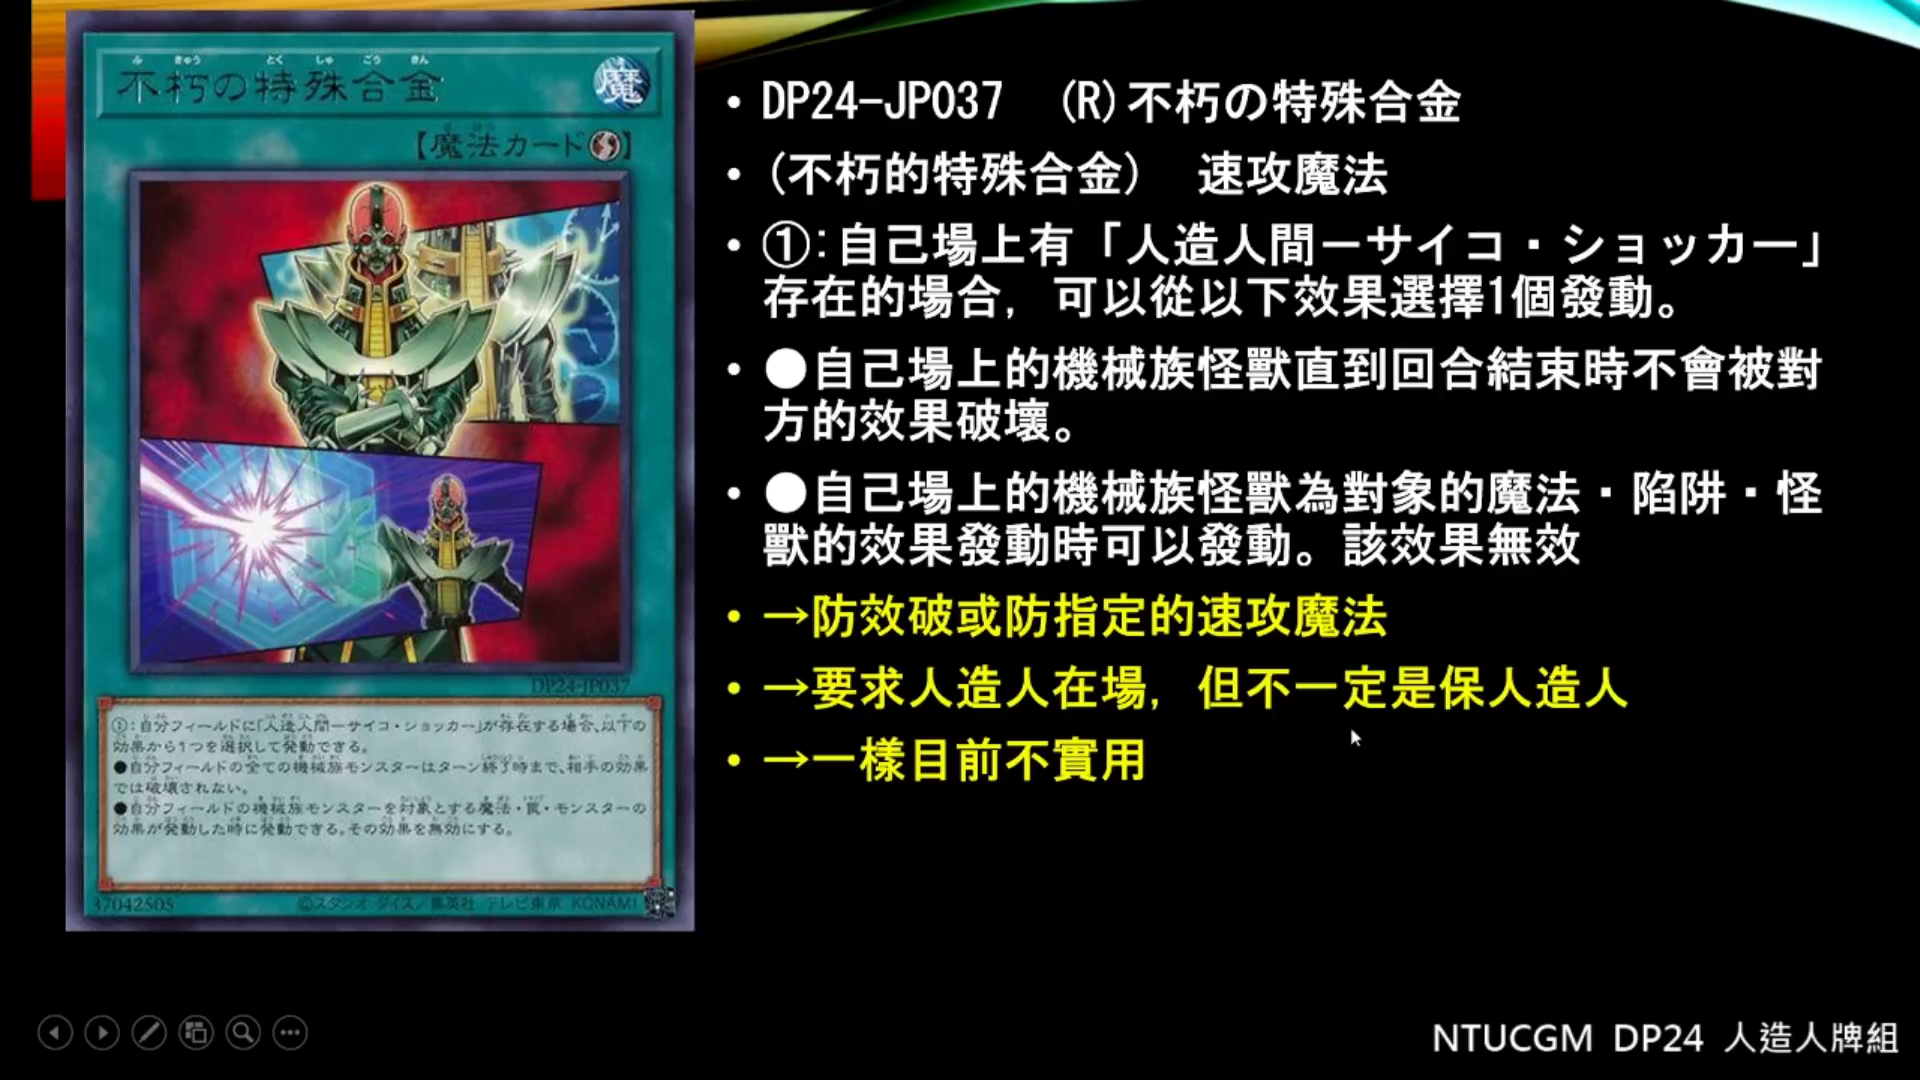 不朽の特殊合金
魔
【魔法カード】
DP24-JP037
①：自分フィールドに「人造人間－サイコ・ショッカー」が存在する場合、以下の
効果から1つを選択して発動できる。
●自分フィールドの全ての機械族モンスターはターン終了時まで、相手の効果
では破壊されない。
●自分フィールドの機械族モンスターを対象とする魔法・罠・モンスターの
効果が発動した時に発動できる。その効果を無効にする。
37042505
©スタジオ・ダイス／集英社・テレビ東京・KONAMI
• DP24-JP037 (R)不朽の特殊合金
• (不朽的特殊合金) 速攻魔法
• ①:自己場上有「人造人間－サイコ・ショッカー」
存在的場合, 可以從以下效果選擇1個發動。
• ●自己場上的機械族怪獸直到回合結束時不會被對
方的效果破壞。
• ●自己場上的機械族怪獸為對象的魔法・陷阱・怪
獸的效果發動時可以發動。該效果無效
• →防效破或防指定的速攻魔法
• →要求人造人在場, 但不一定是保人造人
• →一樣目前不實用
NTUCGM DP24 人造人牌組